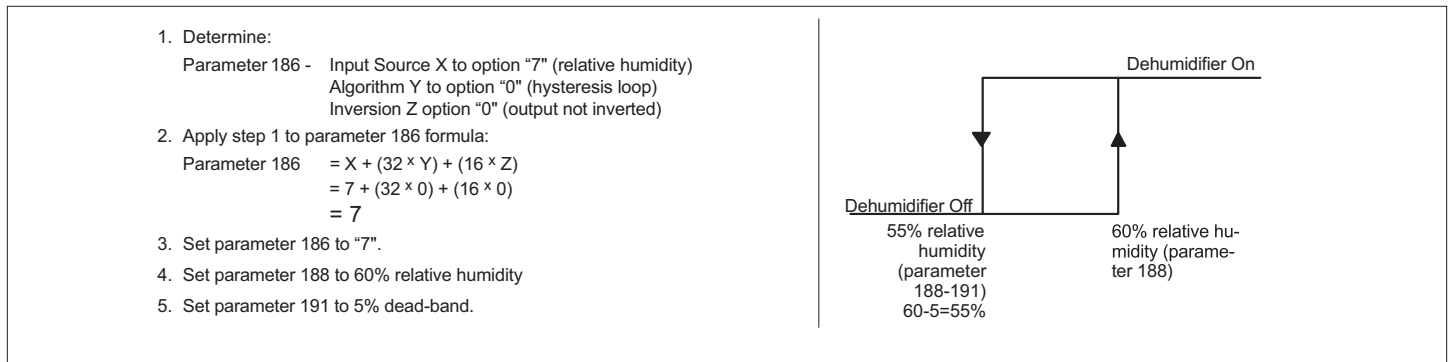 1. Determine:
Parameter 186 - Input Source X to option “7" (relative humidity)
Algorithm Y to option “0" (hysteresis loop)
Inversion Z option “0" (output not inverted)
2. Apply step 1 to parameter 186 formula:
Parameter 186 = X + (32 x Y) + (16 x Z)
= 7 + (32 x 0) + (16 x 0)
= 7
3. Set parameter 186 to “7".
4. Set parameter 188 to 60% relative humidity
5. Set parameter 191 to 5% dead-band.
Dehumidifier On
Dehumidifier Off
55% relative
humidity
(parameter
188-191)
60-5=55%
60% relative hu-
midity (parame-
ter 188)